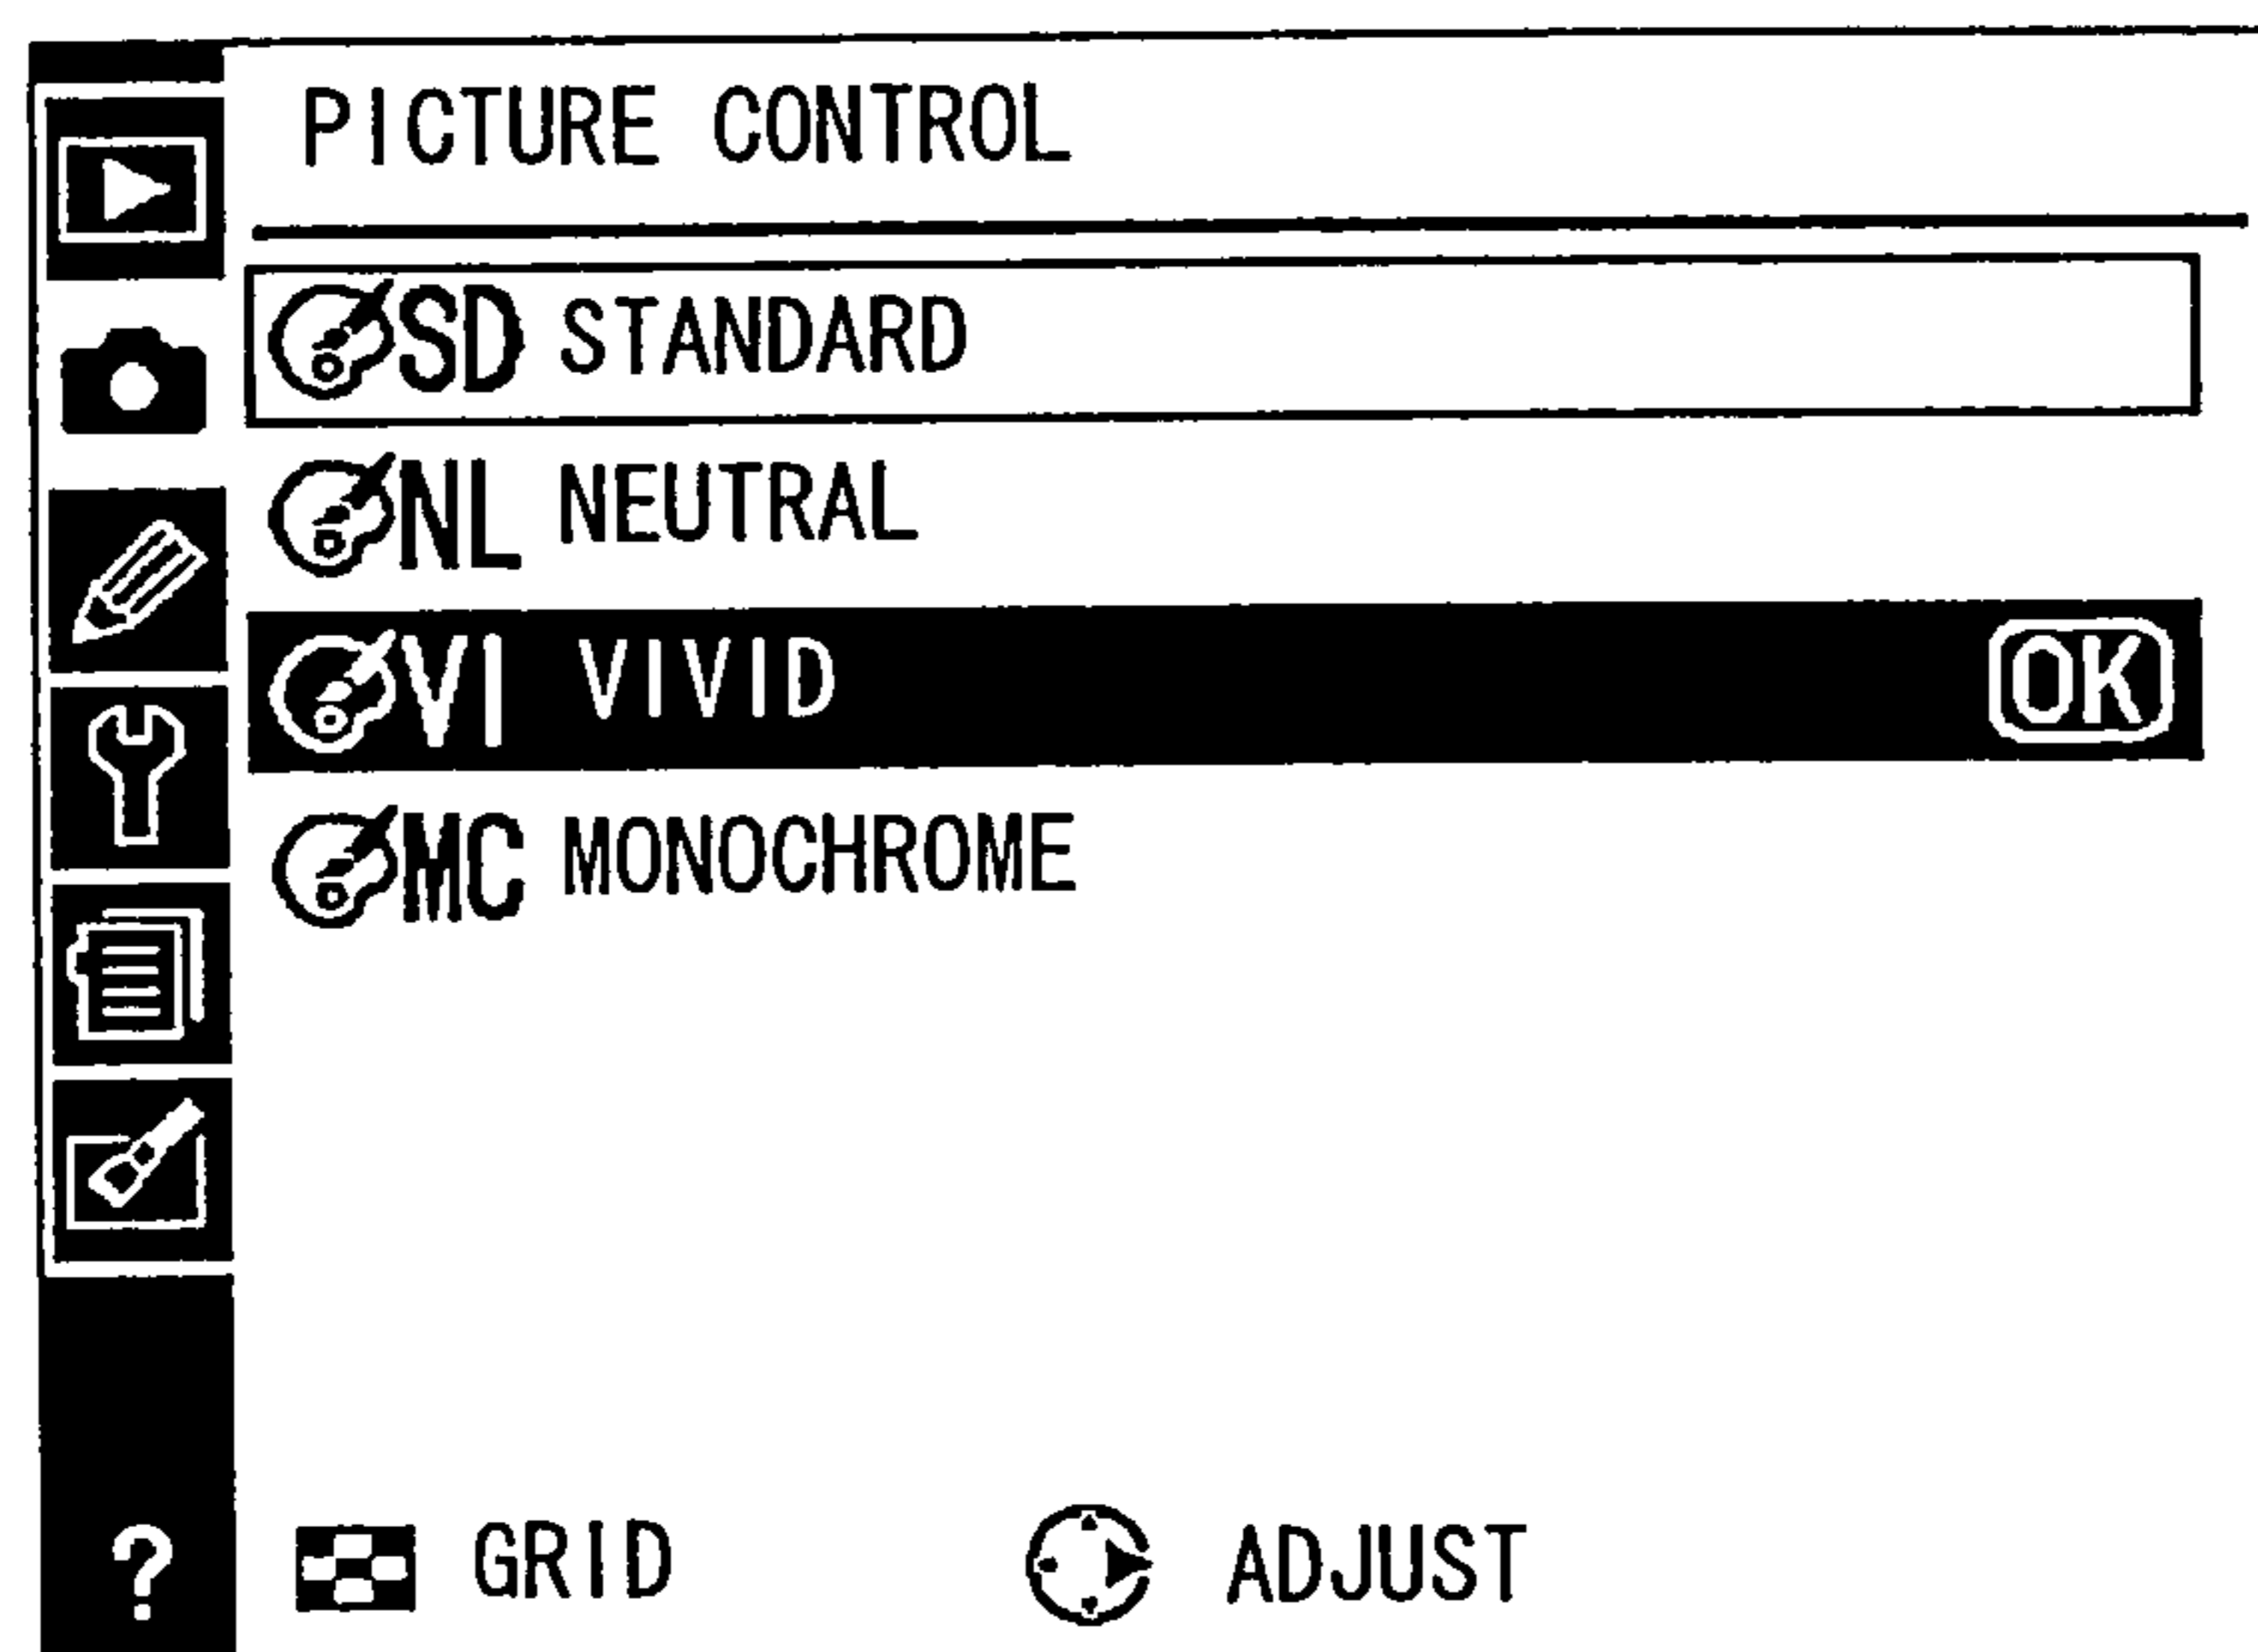 PICTURE CONTROL
SD STANDARD
NL NEUTRAL
VI VIVID OK
MC MONOCHROME
? GRID ADJUST